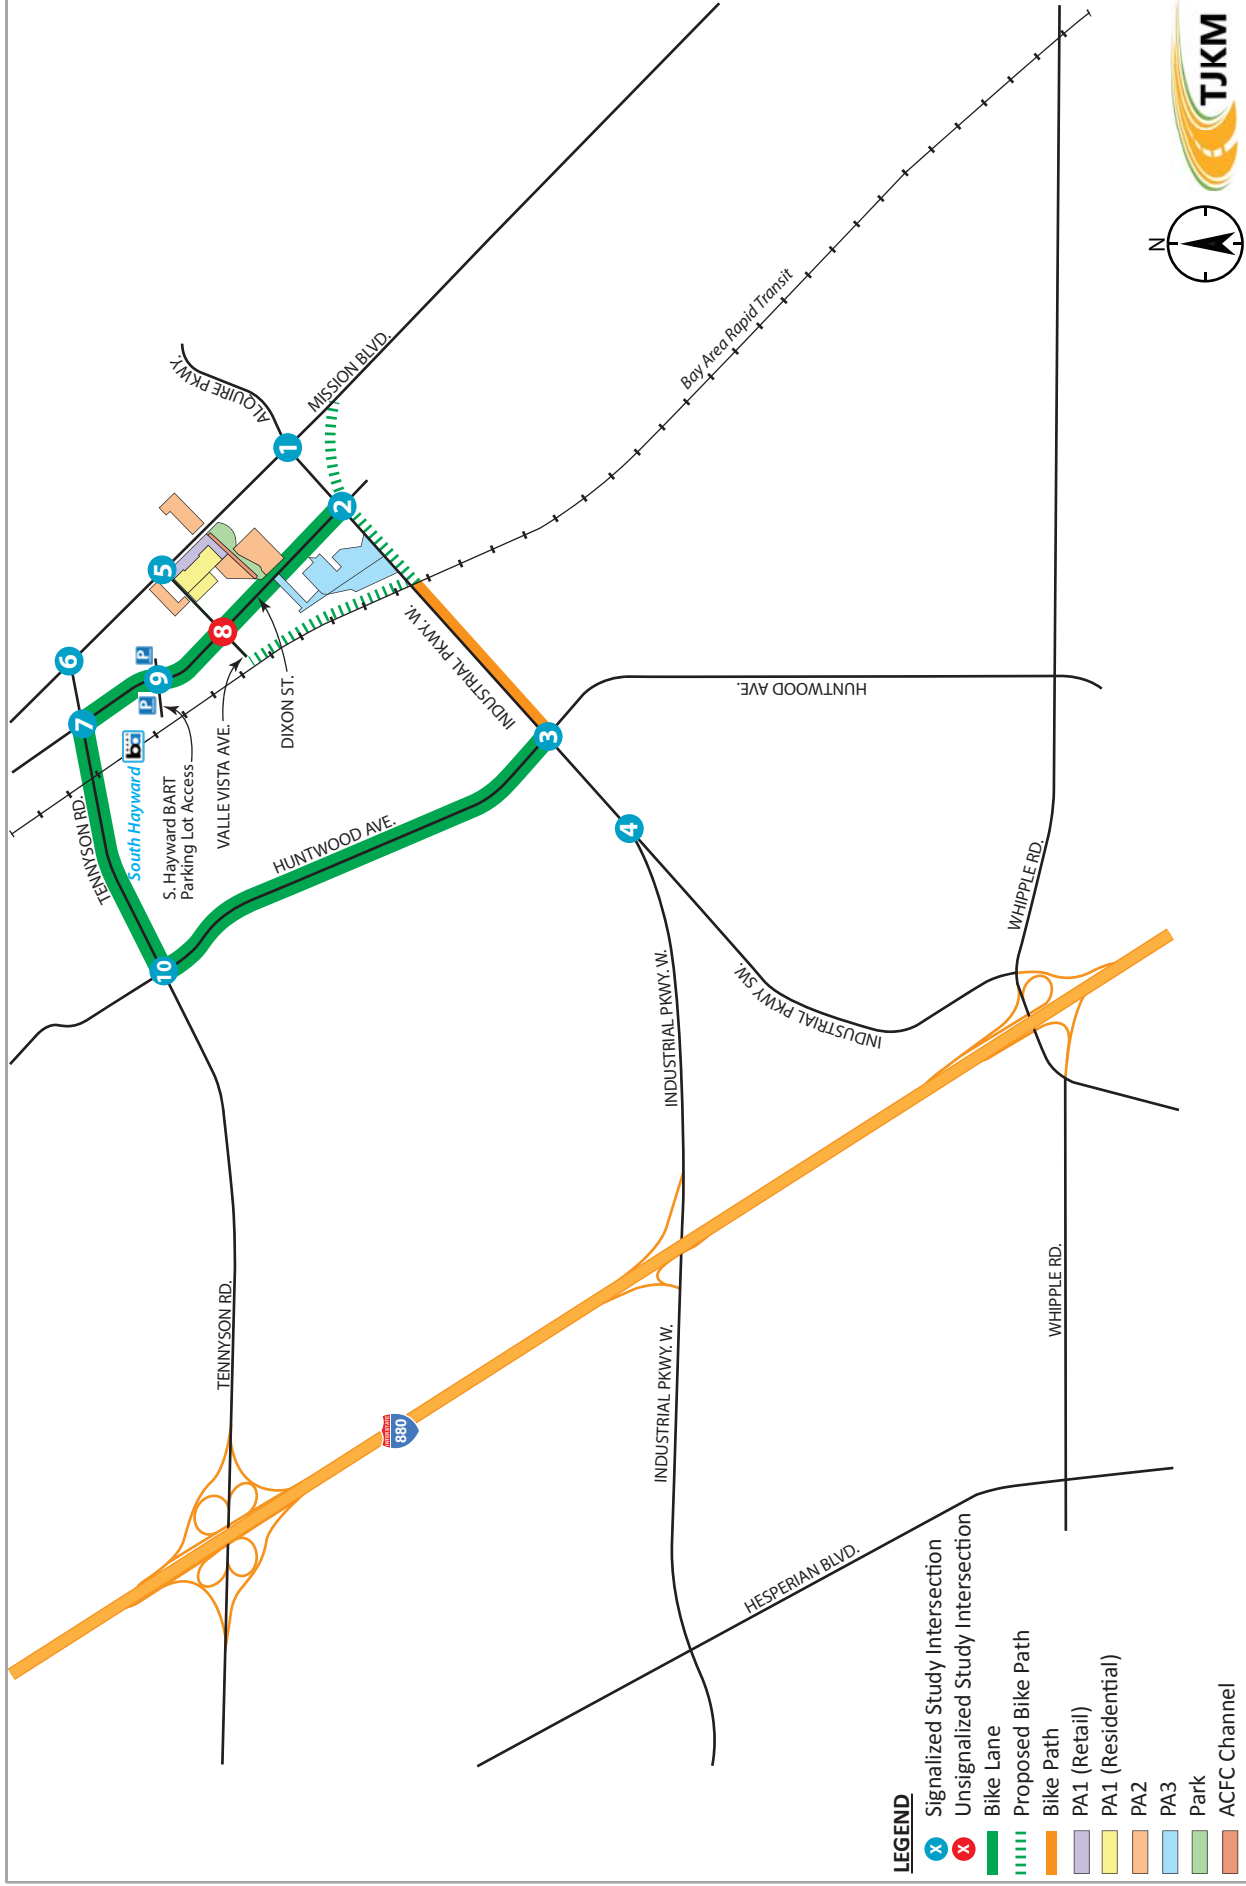 TENNYSON RD.
TENNYSON RD.
HUNTWOOD AVE.
HUNTWOOD AVE.
South Hayward
ba
S. Hayward BART
Parking Lot Access
VALLE VISTA AVE.
DIXON ST.
ALQUIRE PKWY.
MISSION BLVD.
Bay Area Rapid Transit
INDUSTRIAL PKWY. W.
INDUSTRIAL PKWY. W.
INDUSTRIAL PKWY. W.
INDUSTRIAL PKWY SW.
WHIPPLE RD.
WHIPPLE RD.
HESPERIAN BLVD.
INTERSTATE
880
1
2
3
4
5
6
7
8
9
10
P
P
N
TJKM
LEGEND
X Signalized Study Intersection
X Unsignalized Study Intersection
Bike Lane
Proposed Bike Path
Bike Path
PA1 (Retail)
PA1 (Residential)
PA2
PA3
Park
ACFC Channel